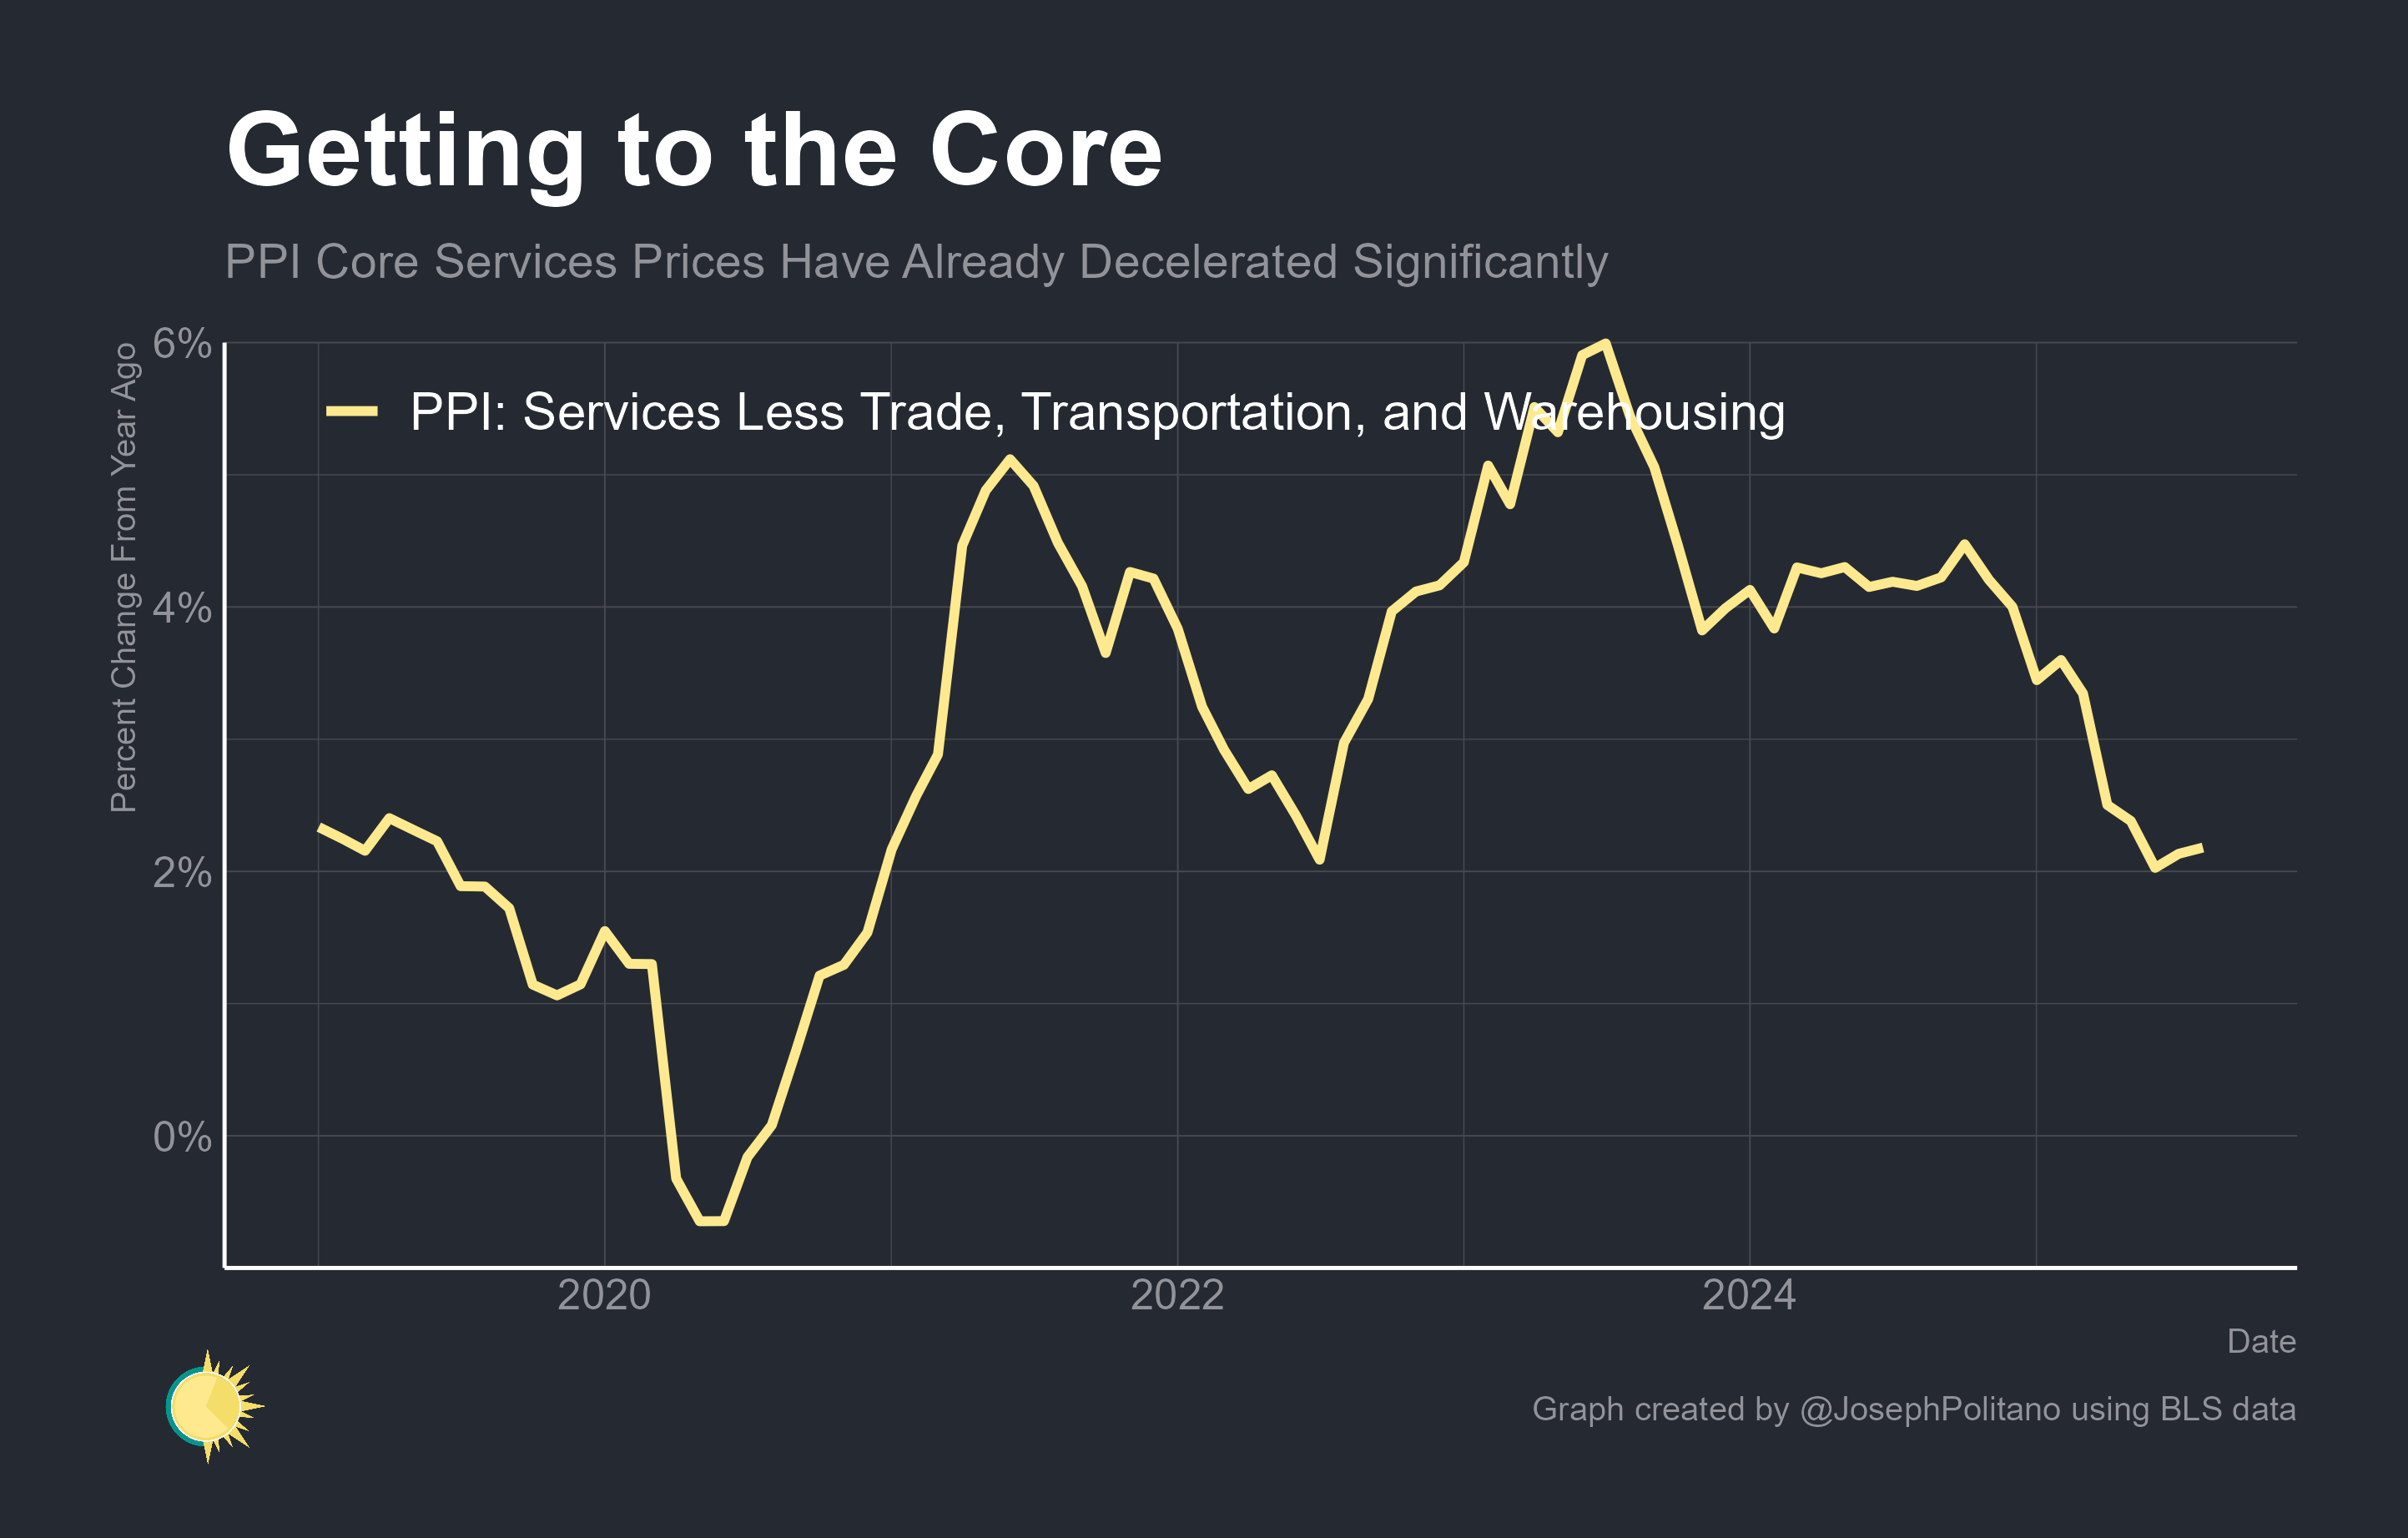 Getting to the Core
PPI Core Services Prices Have Already Decelerated Significantly
Percent Change From Year Ago
6%
4%
2%
0%
PPI: Services Less Trade, Transportation, and Warehousing
2020
2022
2024
Date
Graph created by @JosephPolitano using BLS data